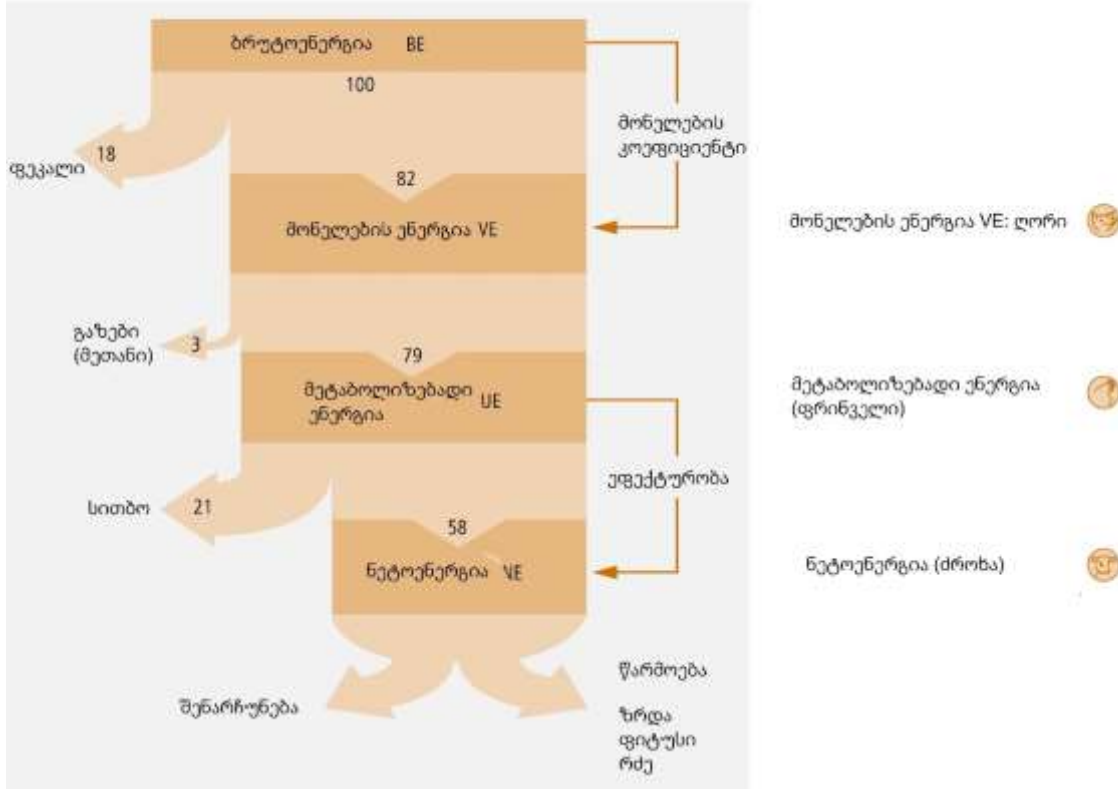 ბრუტოენერგია BE
100
მონელების
კოეფიციენტი
18
ფეკალი
82
მონელების ენერგია VE
მონელების ენერგია VE: ღორი
გაზები
(მეთანი)
3
79
მეტაბოლიზებადი
ენერგია
UE
მეტაბოლიზებადი ენერგია
(ფრინველი)
ეფექტურობა
სითბო
21
58
ნეტოენერგია
ნეტოენერგია (ძროხა)
შენარჩუნება
წარმოება
ზრდა
ფიტუსი
რძე